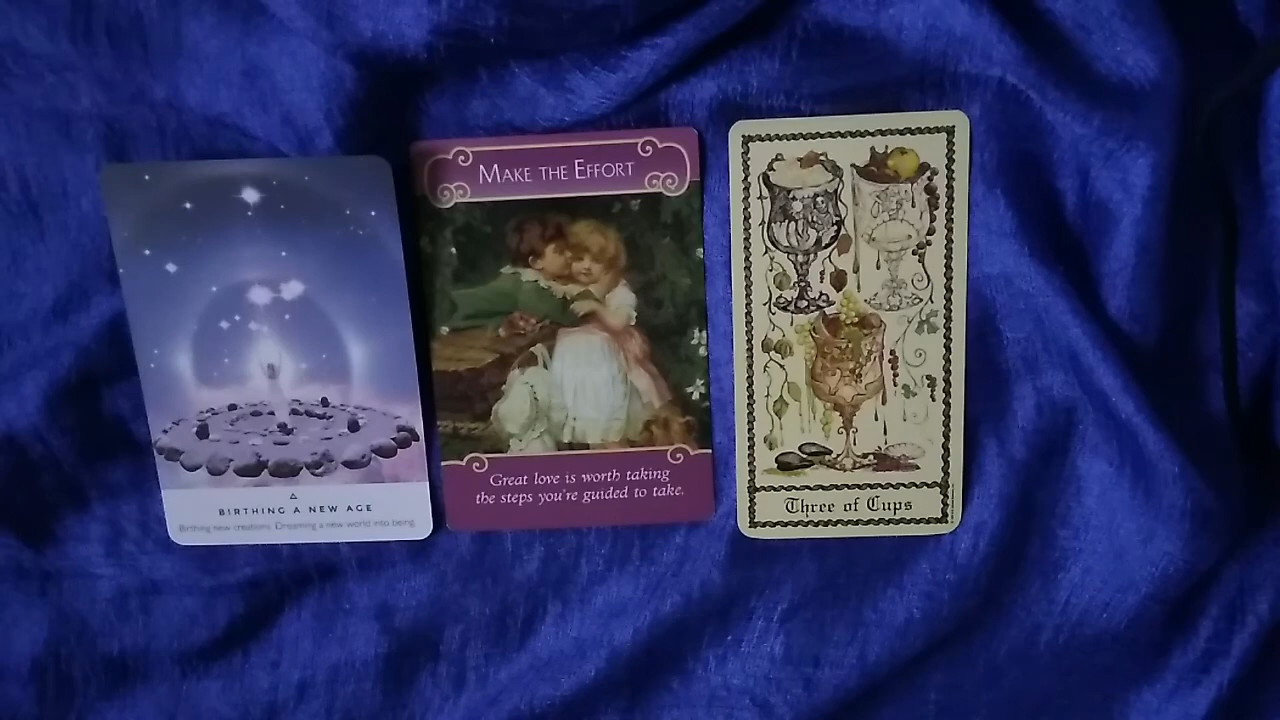 BIRTHING A NEW AGE
Birthing new creations. Dreaming a new world into being.
MAKE THE EFFORT
Great love is worth taking
the steps you're guided to take.
Three of Cups